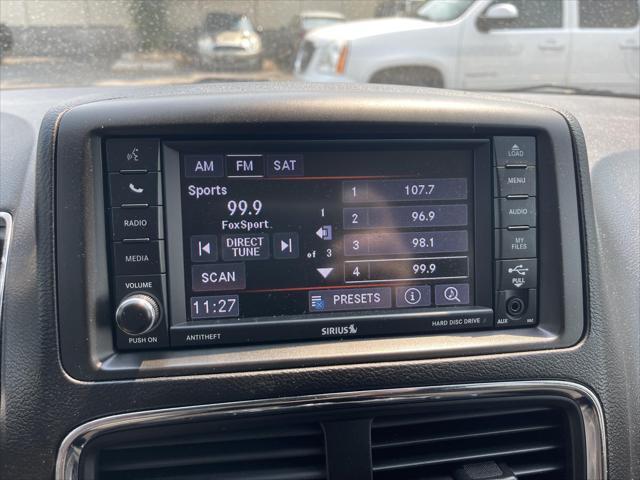 LOAD
AM FM SAT
MENU
Sports
1 107.7
99.9
FoxSport
RADIO
1
2 96.9
AUDIO
DIRECT TUNE
of 3
3 98.1
MY FILES
MEDIA
SCAN
4 99.9
PULL
VOLUME
11:27
PRESETS
PUSH ON
ANTITHEFT
SIRIUS
HARD DISC DRIVE
AUX